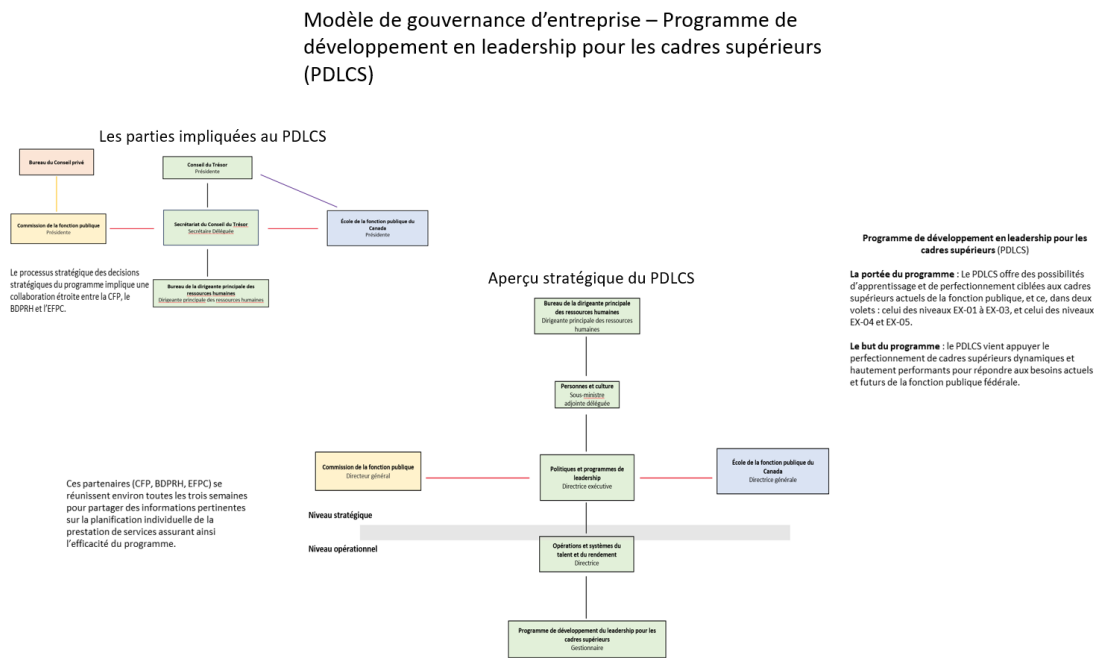 Modèle de gouvernance d'entreprise – Programme de
développement en leadership pour les cadres supérieurs
(PDLCS)
Les parties impliquées au PDLCS
Bureau du Conseil privé
Conseil du Trésor
Présidente
Commission de la fonction publique
Présidente
Secrétariat du Conseil du Trésor
Secrétaire Déléguée
École de la fonction publique du
Canada
Présidente
Le processus stratégique des decisions
stratégiques du programme implique une
collaboration étroite entre la CFP, le
BDPRH et l'EFPC.
Bureau de la dirigeante principale des
ressources humaines
Dirigeante principale des ressources humaines
Aperçu stratégique du PDLCS
Bureau de la dirigeante principale
des ressources humaines
Dirigeante principale des ressources
humaines
Personnes et culture
Sous-ministre
adjointe déléguée
Commission de la fonction publique
Directeur général
Politiques et programmes de
leadership
Directrice exécutive
École de la fonction publique du
Canada
Directrice générale
Niveau stratégique
Niveau opérationnel
Opérations et systèmes du
talent et du rendement
Directrice
Programme de développement du leadership pour les
cadres supérieurs
Gestionnaire
Ces partenaires (CFP, BDPRH, EFPC) se
réunissent environ toutes les trois semaines
pour partager des informations pertinentes
sur la planification individuelle de la
prestation de services assurant ainsi
l'efficacité du programme.
Programme de développement en leadership pour les
cadres supérieurs (PDLCS)
La portée du programme : Le PDLCS offre des possibilités
d'apprentissage et de perfectionnement ciblées aux cadres
supérieurs actuels de la fonction publique, et ce, dans deux
volets : celui des niveaux EX-01 à EX-03, et celui des niveaux
EX-04 et EX-05.
Le but du programme : le PDLCS vient appuyer le
perfectionnement de cadres supérieurs dynamiques et
hautement performants pour répondre aux besoins actuels
et futurs de la fonction publique fédérale.